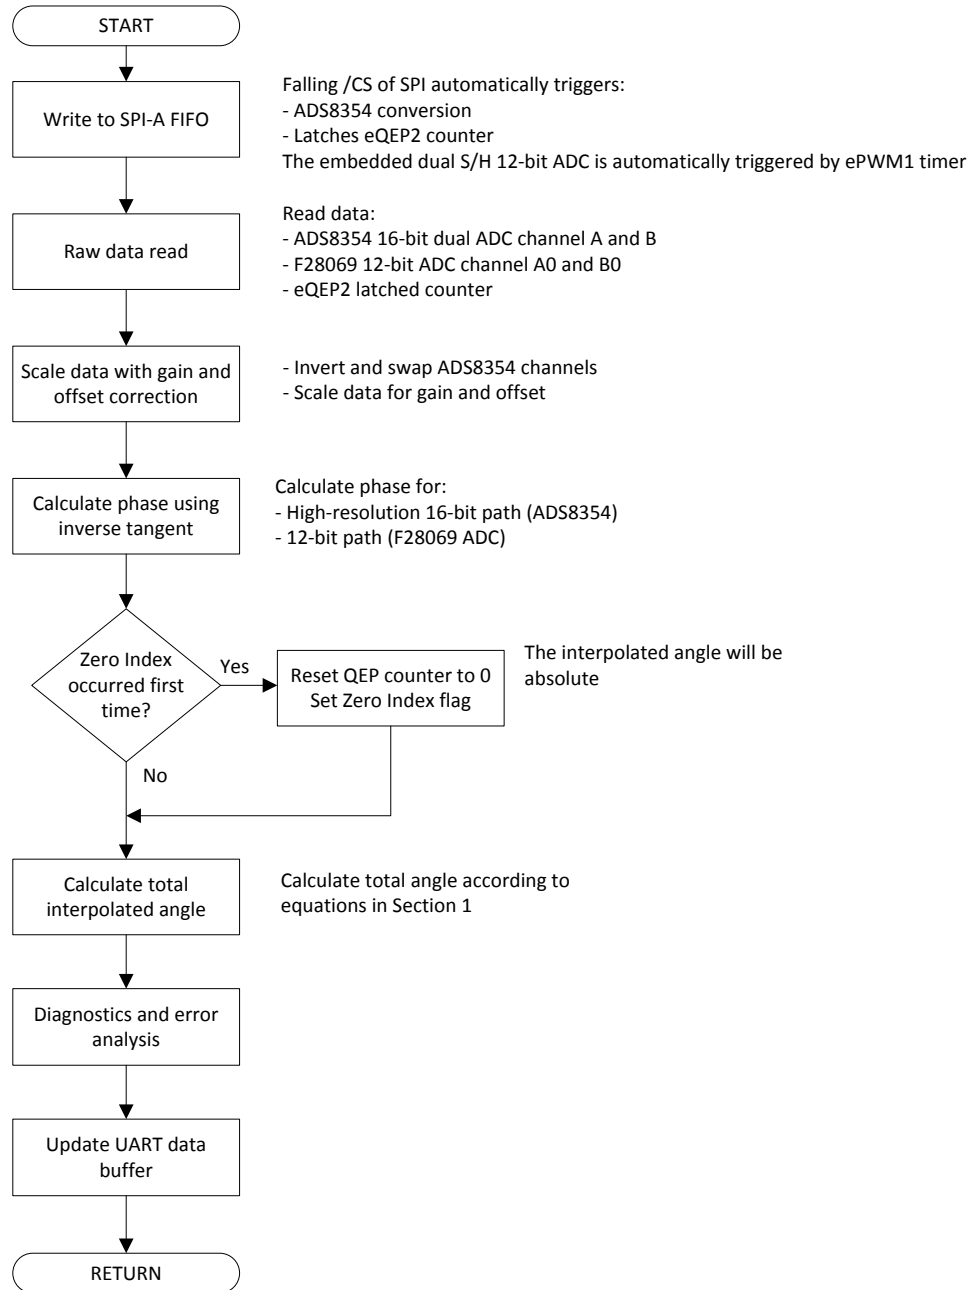 START
Write to SPI-A FIFO
Falling /CS of SPI automatically triggers:
- ADS8354 conversion
- Latches eQEP2 counter
The embedded dual S/H 12-bit ADC is automatically triggered by ePWM1 timer
Raw data read
Read data:
- ADS8354 16-bit dual ADC channel A and B
- F28069 12-bit ADC channel A0 and B0
- eQEP2 latched counter
Scale data with gain and
offset correction
- Invert and swap ADS8354 channels
- Scale data for gain and offset
Calculate phase using
inverse tangent
Calculate phase for:
- High-resolution 16-bit path (ADS8354)
- 12-bit path (F28069 ADC)
Zero Index
occurred first
time?
Yes
Reset QEP counter to 0
Set Zero Index flag
The interpolated angle will be
absolute
No
Calculate total
interpolated angle
Calculate total angle according to
equations in Section 1
Diagnostics and error
analysis
Update UART data
buffer
RETURN